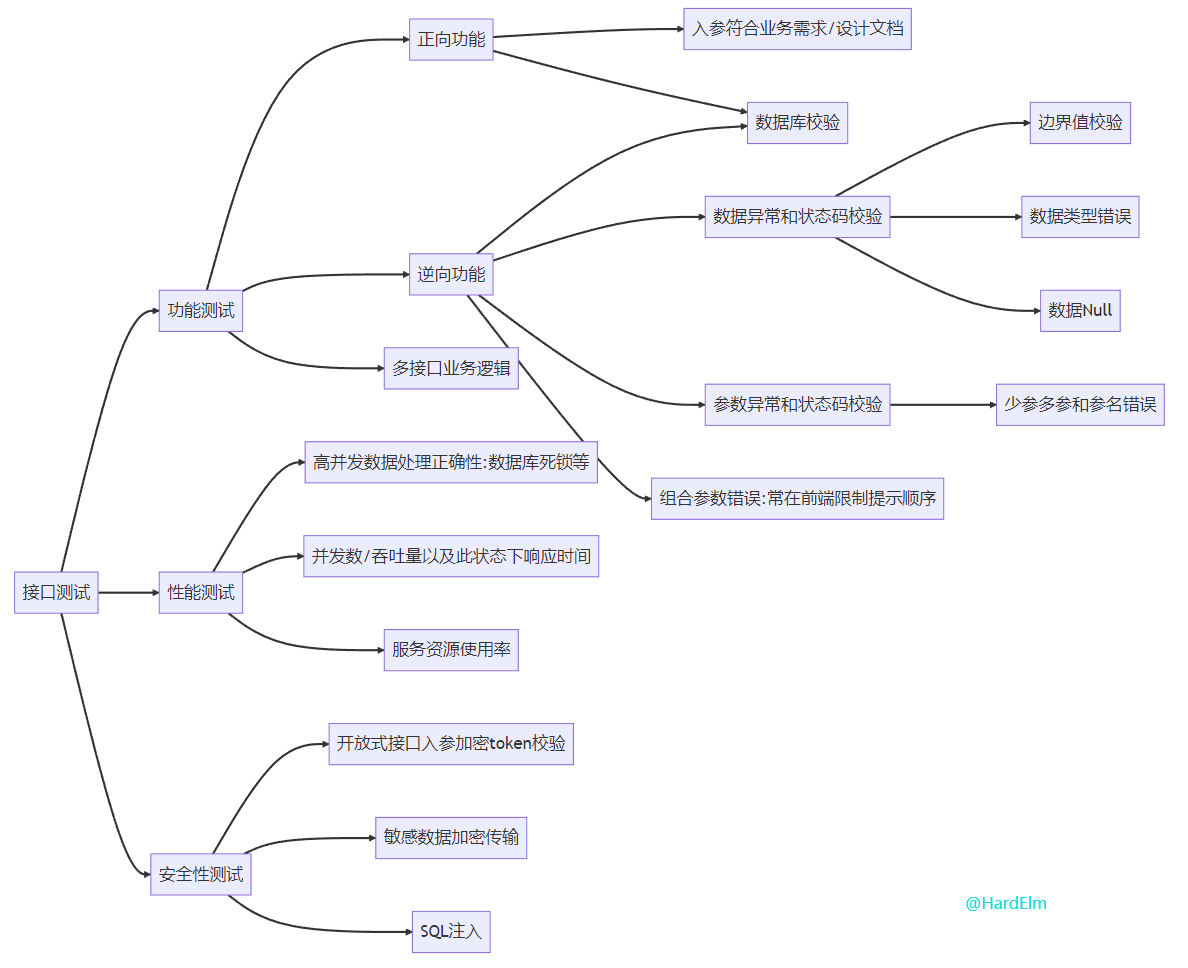 正向功能
入参符合业务需求/设计文档
数据库校验
边界值校验
数据异常和状态码校验
数据类型错误
逆向功能
功能测试
数据Null
多接口业务逻辑
参数异常和状态码校验
少参多参和参名错误
高并发数据处理正确性:数据库死锁等
组合参数错误:常在前端限制提示顺序
并发数/吞吐量以及此状态下响应时间
接口测试
性能测试
服务资源使用率
开放式接口入参加密token校验
敏感数据加密传输
安全性测试
@HardElm
SQL注入